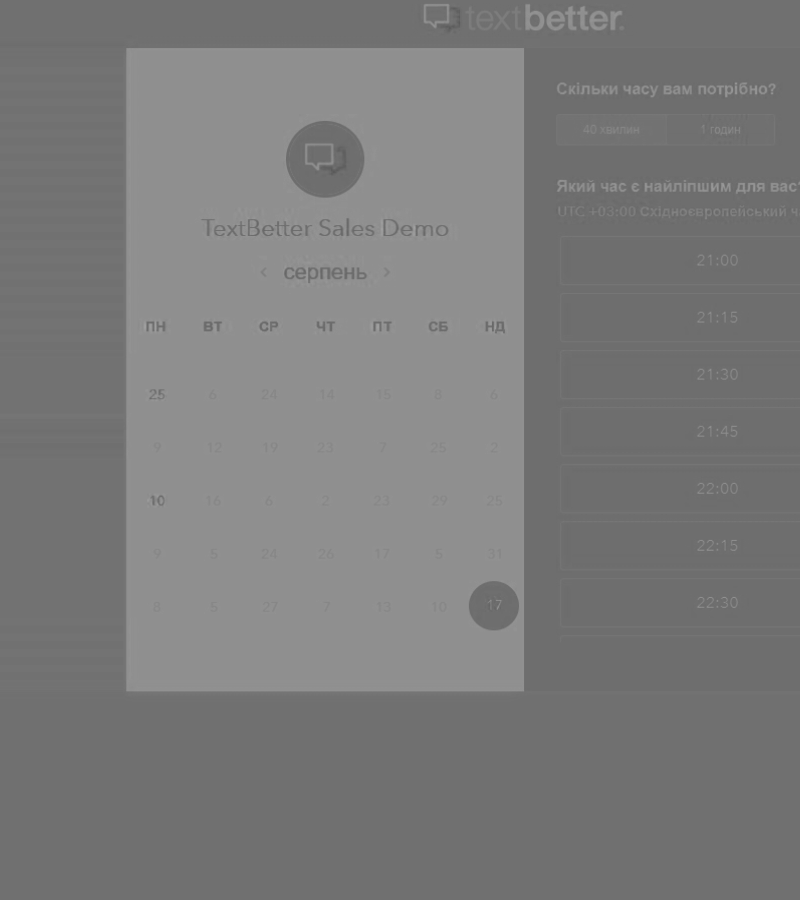 textbetter.
Скільки часу вам потрібно?
40 хвилин 1 годин
Який час є найліпшим для вас?
UTC +03:00 Східноєвропейський ч
TextBetter Sales Demo
‹ серпень ›
ПН ВТ СР ЧТ ПТ СБ НД
25 6 24 14 15 8 6
9 12 19 23 7 25 2
10 16 6 2 23 29 25
9 5 24 26 17 5 31
8 5 27 7 13 10 17
21:00
21:15
21:30
21:45
22:00
22:15
22:30